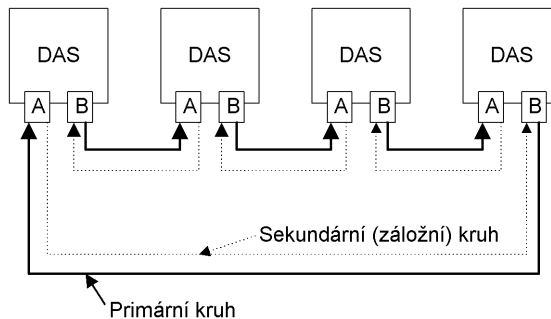 DAS DAS DAS DAS
A B A B A B A B
Sekundární (záložní) kruh
Primární kruh